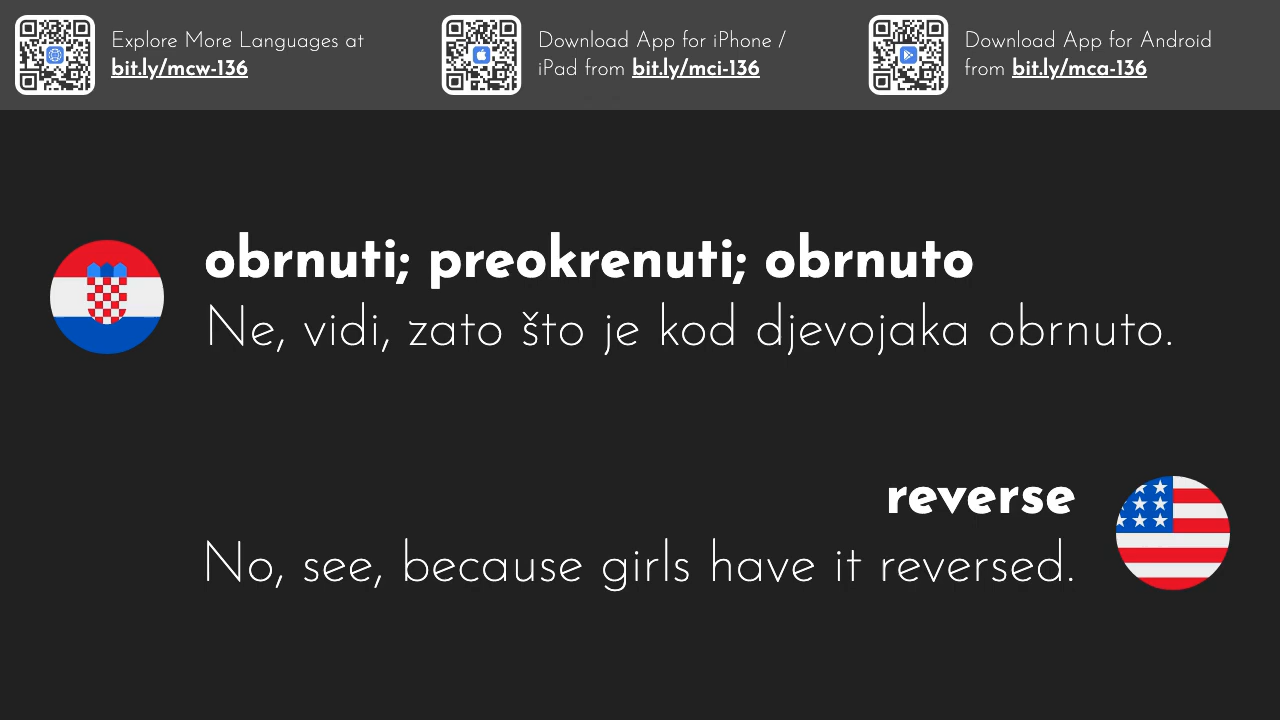 Explore More Languages at
bit.ly/mcw-136
Download App for iPhone /
iPad from bit.ly/mci-136
Download App for Android
from bit.ly/mca-136
obrnuti; preokrenuti; obrnuto
Ne, vidi, zato što je kod djevojaka obrnuto.
reverse
No, see, because girls have it reversed.